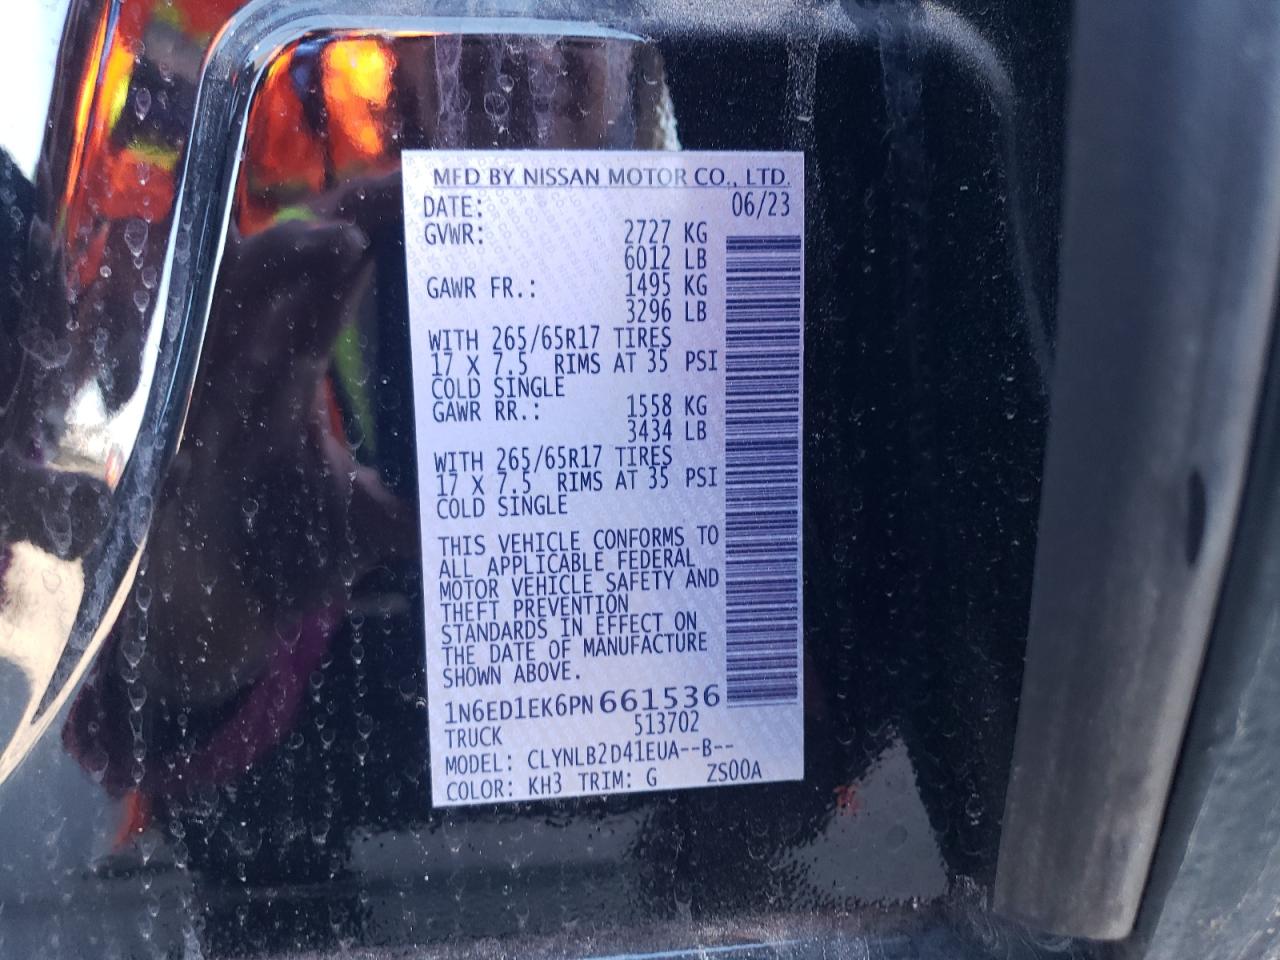 MFD BY NISSAN MOTOR CO., LTD.
DATE: 06/23
GVWR: 2727 KG
6012 LB
GAWR FR.: 1495 KG
3296 LB
WITH 265/65R17 TIRES
17 X 7.5 RIMS AT 35 PSI
COLD SINGLE
GAWR RR.: 1558 KG
3434 LB
WITH 265/65R17 TIRES
17 X 7.5 RIMS AT 35 PSI
COLD SINGLE
THIS VEHICLE CONFORMS TO
ALL APPLICABLE FEDERAL
MOTOR VEHICLE SAFETY AND
THEFT PREVENTION
STANDARDS IN EFFECT ON
THE DATE OF MANUFACTURE
SHOWN ABOVE.
1N6ED1EK6PN661536
TRUCK 513702
MODEL: CLYNLB2D41EUA--B--
COLOR: KH3 TRIM: G ZS00A